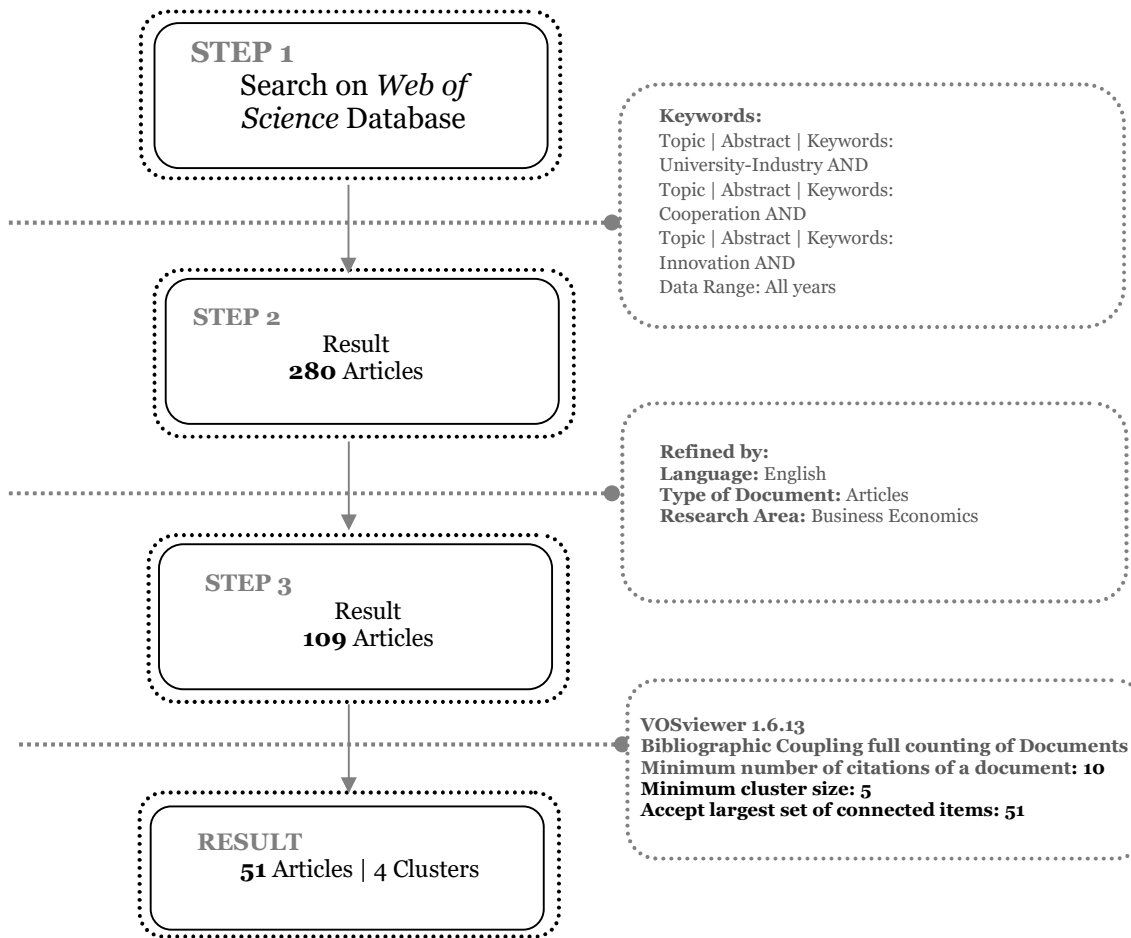 STEP 1
Search on Web of
Science Database
Keywords:
Topic | Abstract | Keywords:
University-Industry AND
Topic | Abstract | Keywords:
Cooperation AND
Topic | Abstract | Keywords:
Innovation AND
Data Range: All years
STEP 2
Result
280 Articles
Refined by:
Language: English
Type of Document: Articles
Research Area: Business Economics
STEP 3
Result
109 Articles
VOSviewer 1.6.13
Bibliographic Coupling full counting of Documents
Minimum number of citations of a document: 10
Minimum cluster size: 5
Accept largest set of connected items: 51
RESULT
51 Articles | 4 Clusters